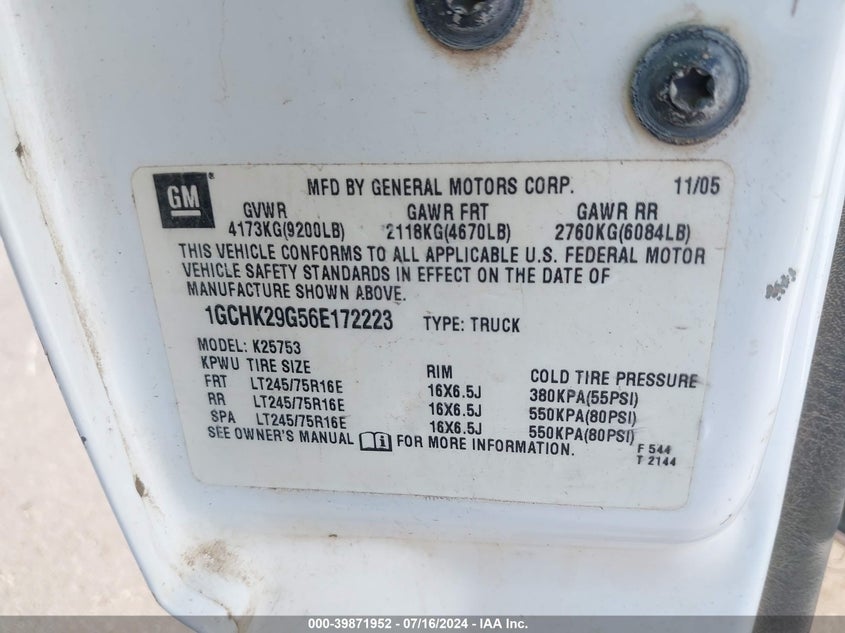 GM
MFD BY GENERAL MOTORS CORP. 11/05
GVWR GAWR FRT GAWR RR
4173KG(9200LB) 2118KG(4670LB) 2760KG(6084LB)
THIS VEHICLE CONFORMS TO ALL APPLICABLE U.S. FEDERAL MOTOR
VEHICLE SAFETY STANDARDS IN EFFECT ON THE DATE OF
MANUFACTURE SHOWN ABOVE.
1GCHK29G56E172223 TYPE: TRUCK
MODEL: K25753
KPWU TIRE SIZE RIM COLD TIRE PRESSURE
FRT LT245/75R16E 16X6.5J 380KPA(55PSI)
RR LT245/75R16E 16X6.5J 550KPA(80PSI)
SPA LT245/75R16E 16X6.5J 550KPA(80PSI)
SEE OWNER'S MANUAL FOR MORE INFORMATION.
F 544
T 2144
000-39871952 / 07/16/2024 - IAA Inc.